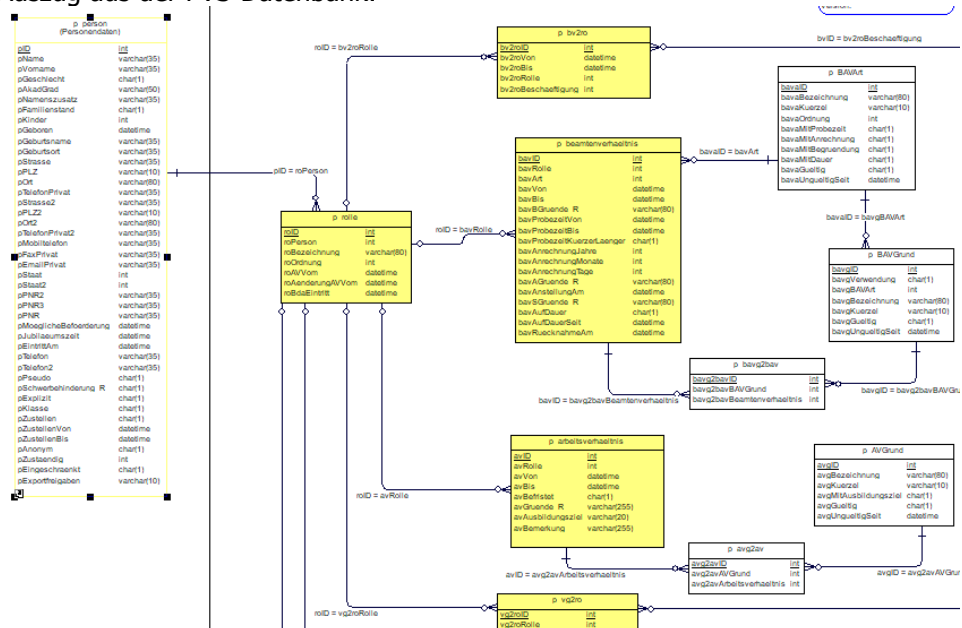 uszug aus der PVS-Datenbank.
version.
p_person
(Personendaten)
pID int
pName varchar(35)
pVorname varchar(35)
pGeschlecht char(1)
pAkadGrad varchar(50)
pNamenszusatz varchar(35)
pFamilienstand char(1)
pKinder int
pGeboren datetime
pGeburtsname varchar(35)
pGeburtsort varchar(35)
pStrasse varchar(35)
pPLZ varchar(10)
pOrt varchar(80)
pTelefonPrivat varchar(35)
pStrasse2 varchar(35)
pPLZ2 varchar(10)
pOrt2 varchar(80)
pTelefonPrivat2 varchar(35)
pMobiltelefon varchar(35)
pFaxPrivat varchar(35)
pEmailPrivat varchar(35)
pStaat int
pStaat2 int
pPNR2 varchar(35)
pPNR3 varchar(35)
pPNR varchar(35)
pMoeglicheBefoerderung datetime
pJubilaeumszeit datetime
pEintrittAm datetime
pTelefon varchar(35)
pTelefon2 varchar(35)
pPseudo char(1)
pSchwerbehinderung_R char(1)
pExplizit char(1)
pKlasse char(1)
pZustellen char(1)
pZustellenVon datetime
pZustellenBis datetime
pAnonym char(1)
pZustaendig int
pEingeschraenkt char(1)
pExportfreigaben varchar(10)
pID = roPerson
roID = bv2roRolle
p_bv2ro
bv2roID int
bv2roVon datetime
bv2roBis datetime
bv2roRolle int
bv2roBeschaeftigung int
bvID = bv2roBeschaeftigung
p_BAVArt
bavaID int
bavaBezeichnung varchar(80)
bavaKuerzel varchar(10)
bavaOrdnung int
bavaMitProbezeit char(1)
bavaMitAnrechnung char(1)
bavaMitBegruendung char(1)
bavaMitDauer char(1)
bavaGueltig char(1)
bavaUngueltigSeit datetime
p_beamtenverhaeltnis
bavID int
bavRolle int
bavArt int
bavVon datetime
bavBis datetime
bavBGruende_R varchar(80)
bavProbezeitVon datetime
bavProbezeitBis datetime
bavProbezeitKuerzerLaenger char(1)
bavAnrechnungJahre int
bavAnrechnungMonate int
bavAnrechnungTage int
bavAGruende_R varchar(80)
bavAnstellungAm datetime
bavSGruende_R varchar(80)
bavAufDauer char(1)
bavAufDauerSeit datetime
bavRuecknahmeAm datetime
bavaID = bavArt
p_rolle
roID int
roPerson int
roBezeichnung varchar(80)
roOrdnung int
roAVVom datetime
roAenderungAVVom datetime
roBdaEintritt datetime
roID = bavRolle
bavaID = bavgBAVArt
p_BAVGrund
bavgID int
bavgVerwendung char(1)
bavgBAVArt int
bavgBezeichnung varchar(80)
bavgKuerzel varchar(10)
bavgGueltig char(1)
bavgUngueltigSeit datetime
p_bavg2bav
bavg2bavID int
bavg2bavBAVGrund int
bavg2bavBeamtenverhaeltnis int
bavID = bavg2bavBeamtenverhaeltnis
bavgID = bavg2bavBAVGru
p_arbeitsverhaeltnis
avID int
avRolle int
avVon datetime
avBis datetime
avBefristet char(1)
avGruende_R varchar(255)
avAusbildungsziel varchar(20)
avBemerkung varchar(255)
roID = avRolle
p_AVGrund
avgID int
avgBezeichnung varchar(80)
avgKuerzel varchar(10)
avgMitAusbildungsziel char(1)
avgGueltig char(1)
avgUngueltigSeit datetime
p_avg2av
avg2avID int
avg2avAVGrund int
avg2avArbeitsverhaeltnis int
avID = avg2avArbeitsverhaeltnis
avgID = avg2avAVGrun
roID = vg2roRolle
p_vg2ro
vg2roID int
vg2roRolle int